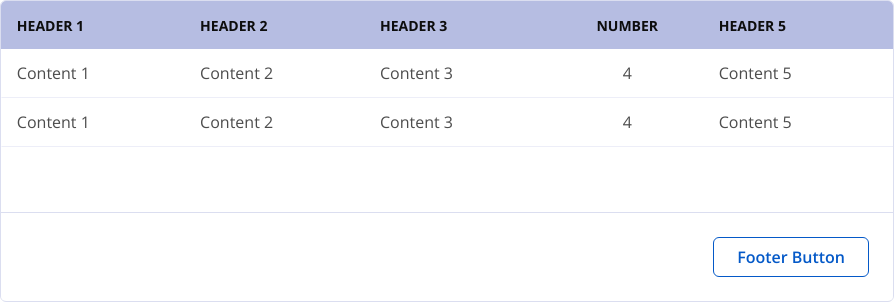 HEADER 1 HEADER 2 HEADER 3 NUMBER HEADER 5
Content 1 Content 2 Content 3 4 Content 5
Content 1 Content 2 Content 3 4 Content 5
Footer Button